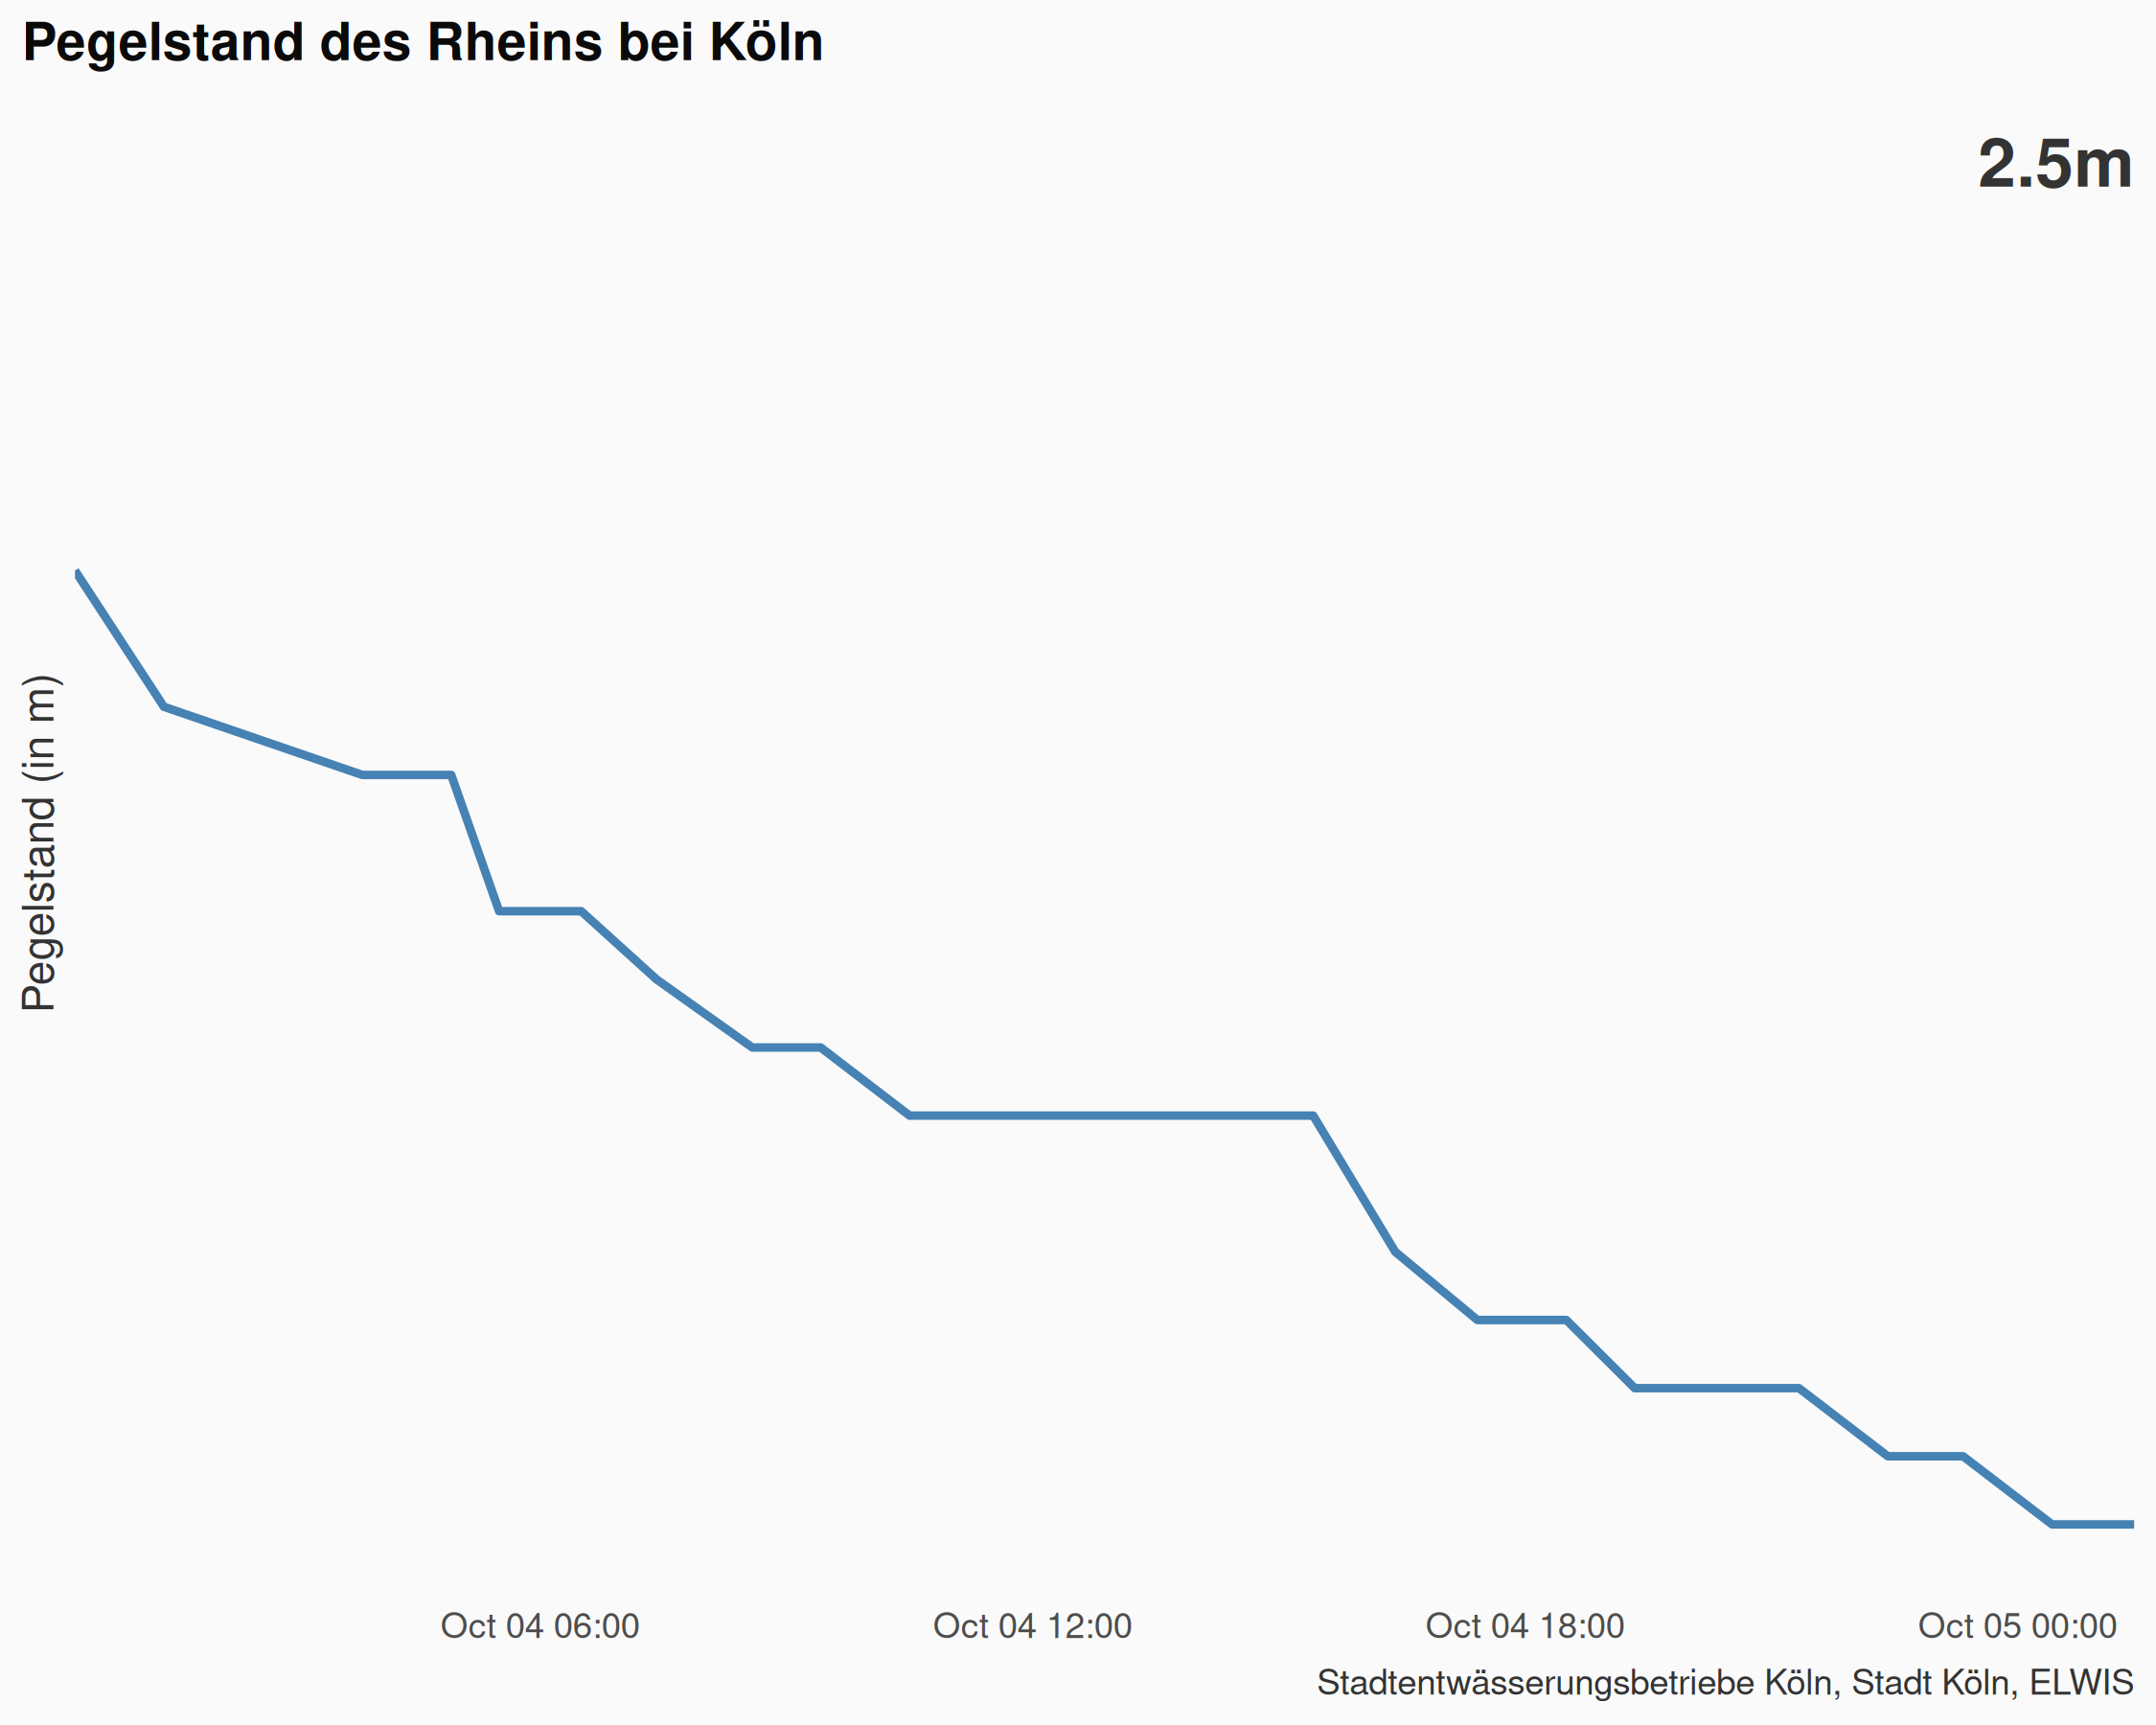 Pegelstand des Rheins bei Köln
2.5m
Pegelstand (in m)
Oct 04 06:00 Oct 04 12:00 Oct 04 18:00 Oct 05 00:00
Stadtentwässerungsbetriebe Köln, Stadt Köln, ELWIS